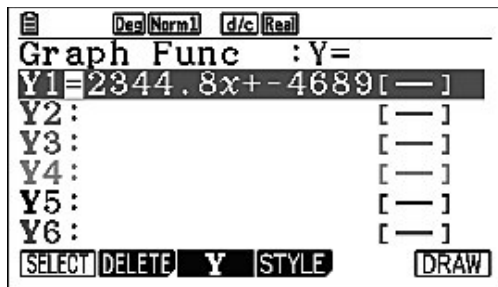 Deg Norm1 d/c Real
Graph Func :Y=
Y1=2344.8x+-4689[—]
Y2: [—]
Y3: [—]
Y4: [—]
Y5: [—]
Y6: [—]
SELECT DELETE Y STYLE DRAW